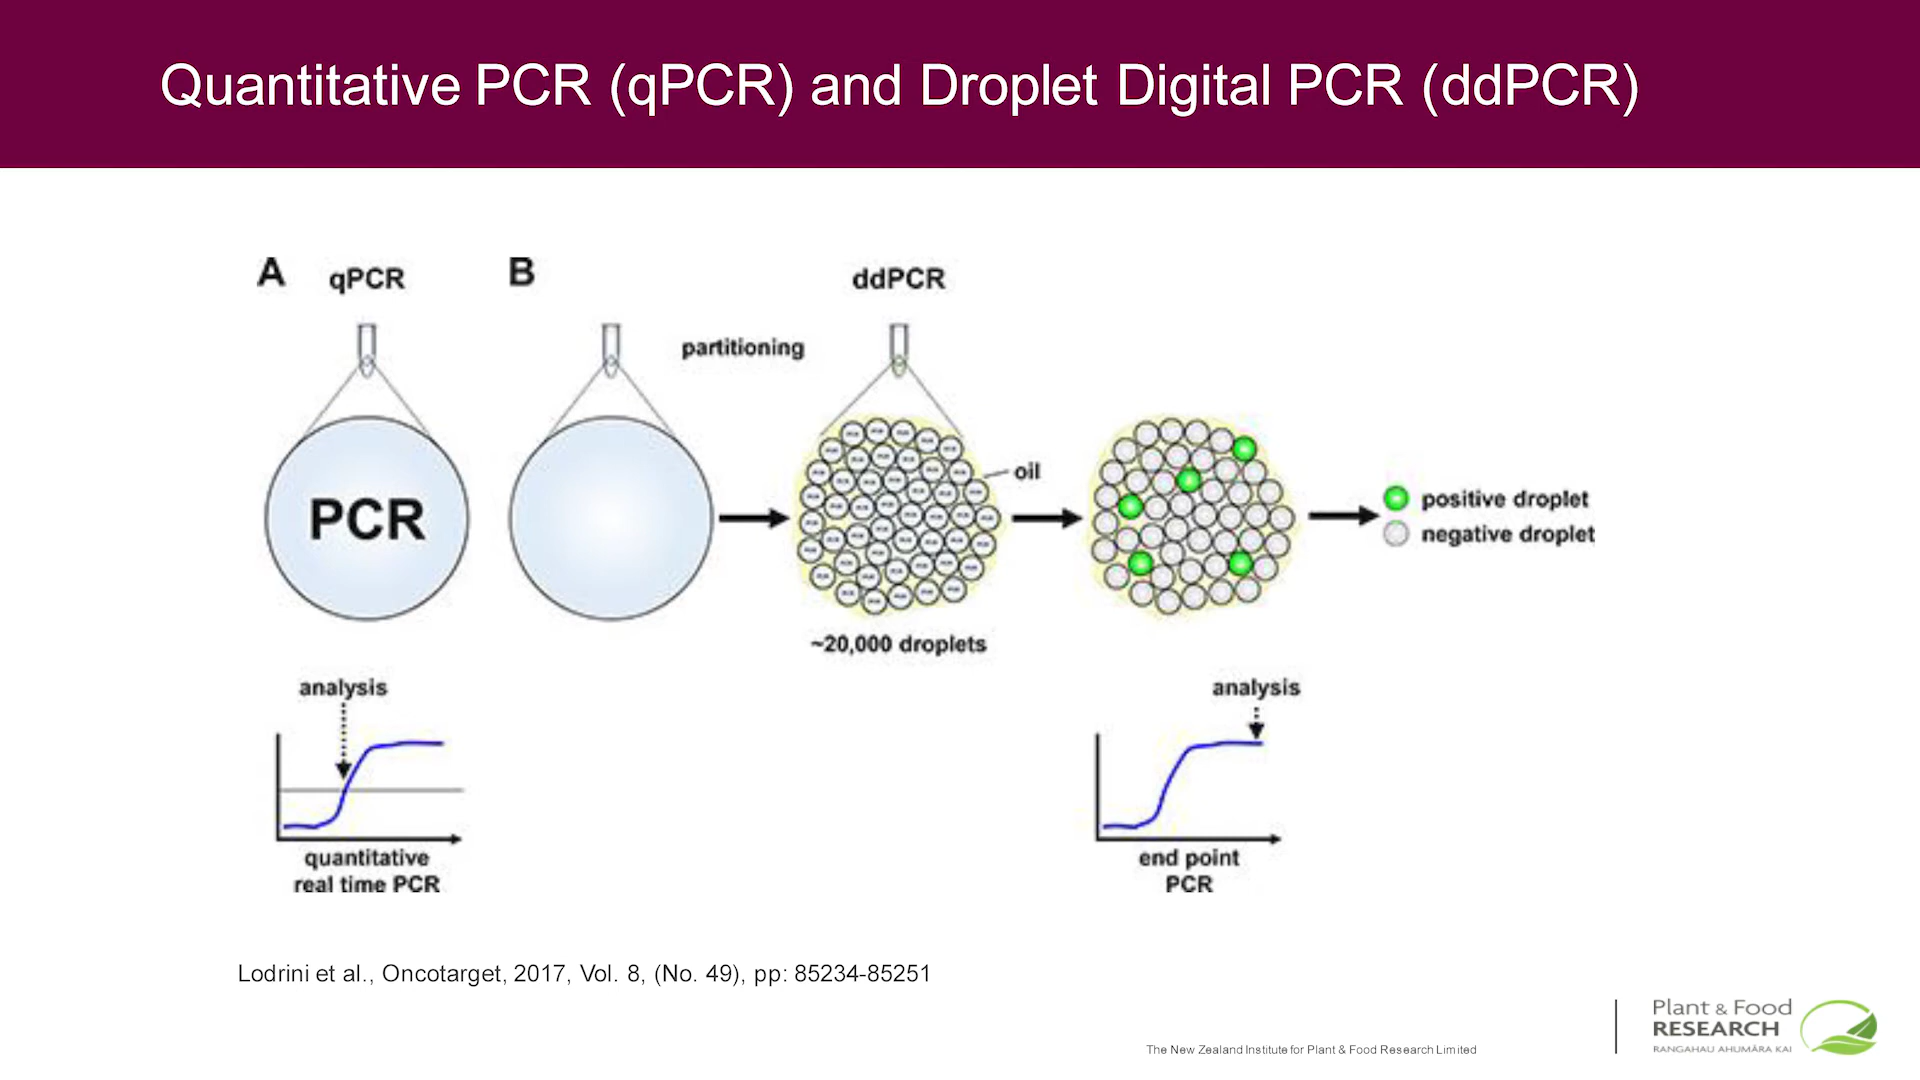 Quantitative PCR (qPCR) and Droplet Digital PCR (ddPCR)
A
qPCR
B
ddPCR
partitioning
oil
PCR
positive droplet
negative droplet
~20,000 droplets
analysis
analysis
quantitative
real time PCR
end point
PCR
Lodrini et al., Oncotarget, 2017, Vol. 8, (No. 49), pp: 85234-85251
The New Zealand Institute for Plant & Food Research Limited
Plant & Food
RESEARCH
RANGAHAU AHUMĀRA KAI